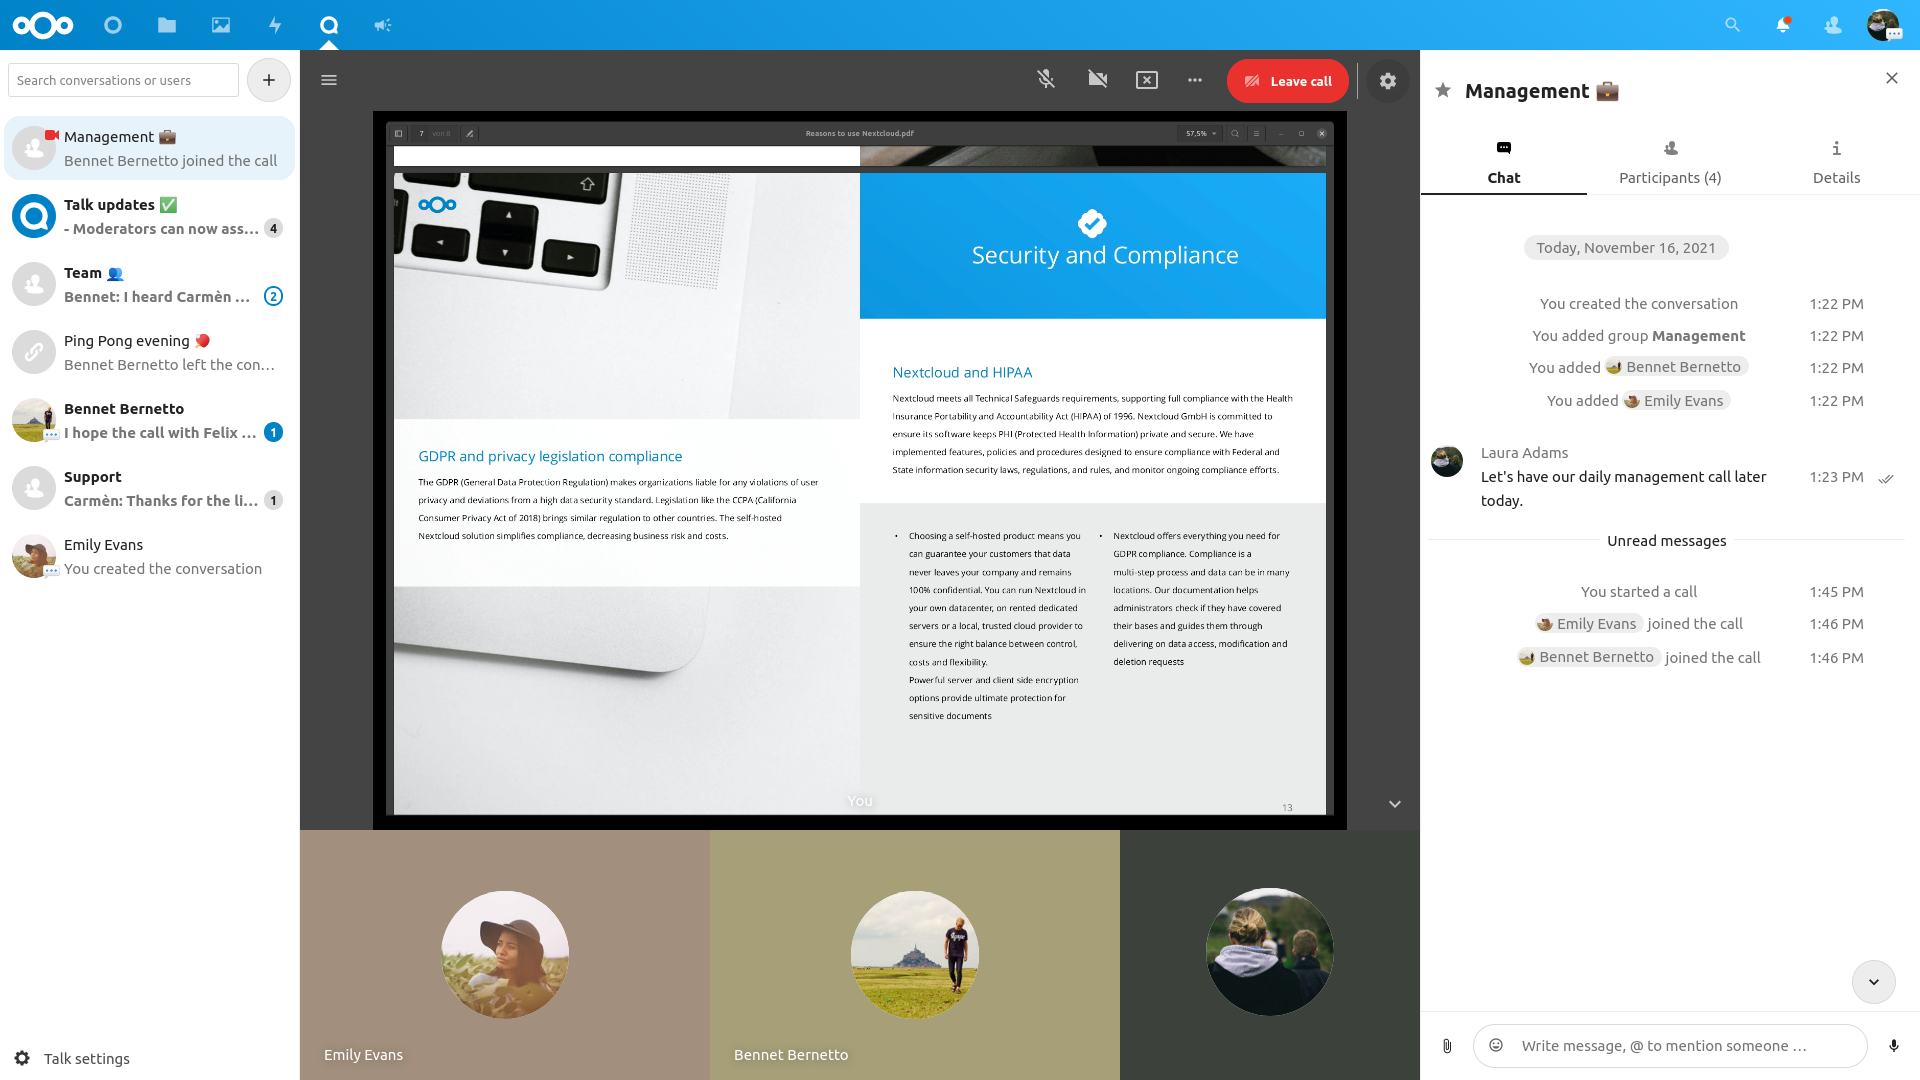 Search conversations or users
Management
Bennet Bernetto joined the call
Talk updates
- Moderators can now ass…
4
Team
Bennet: I heard Carmèn …
2
Ping Pong evening
Bennet Bernetto left the con…
Bennet Bernetto
I hope the call with Felix …
1
Support
Carmèn: Thanks for the li…
1
Emily Evans
You created the conversation
Talk settings
Leave call
7 von 8
Reasons to use Nextcloud.pdf
57,5%
Security and Compliance
GDPR and privacy legislation compliance
The GDPR (General Data Protection Regulation) makes organizations liable for any violations of user
privacy and deviations from a high data security standard. Legislation like the CCPA (California
Consumer Privacy Act of 2018) brings similar regulation to other countries. The self-hosted
Nextcloud solution simplifies compliance, decreasing business risk and costs.
Nextcloud and HIPAA
Nextcloud meets all Technical Safeguards requirements, supporting full compliance with the Health
Insurance Portability and Accountability Act (HIPAA) of 1996. Nextcloud GmbH is committed to
ensure its software keeps PHI (Protected Health Information) private and secure. We have
implemented features, policies and procedures designed to ensure compliance with Federal and
State information security laws, regulations, and rules, and monitor ongoing compliance efforts.
• Choosing a self-hosted product means you
can guarantee your customers that data
never leaves your company and remains
100% confidential. You can run Nextcloud in
your own datacenter, on rented dedicated
servers or a local, trusted cloud provider to
ensure the right balance between control,
costs and flexibility.
Powerful server and client side encryption
options provide ultimate protection for
sensitive documents
• Nextcloud offers everything you need for
GDPR compliance. Compliance is a
multi-step process and data can be in many
locations. Our documentation helps
administrators check if they have covered
their bases and guides them through
delivering on data access, modification and
deletion requests
13
You
Emily Evans
Bennet Bernetto
Management
Chat
Participants (4)
Details
Today, November 16, 2021
You created the conversation 1:22 PM
You added group Management 1:22 PM
You added Bennet Bernetto 1:22 PM
You added Emily Evans 1:22 PM
Laura Adams
Let's have our daily management call later 1:23 PM
today.
Unread messages
You started a call 1:45 PM
Emily Evans joined the call 1:46 PM
Bennet Bernetto joined the call 1:46 PM
Write message, @ to mention someone …